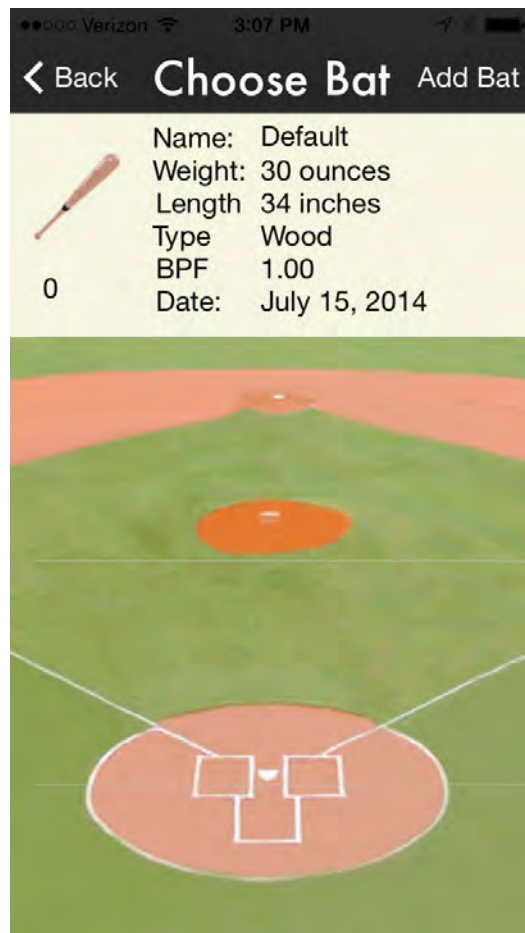 ●●○○○ Verizon 3:07 PM
Back Choose Bat Add Bat
Name: Default
Weight: 30 ounces
Length 34 inches
Type Wood
BPF 1.00
0
Date: July 15, 2014